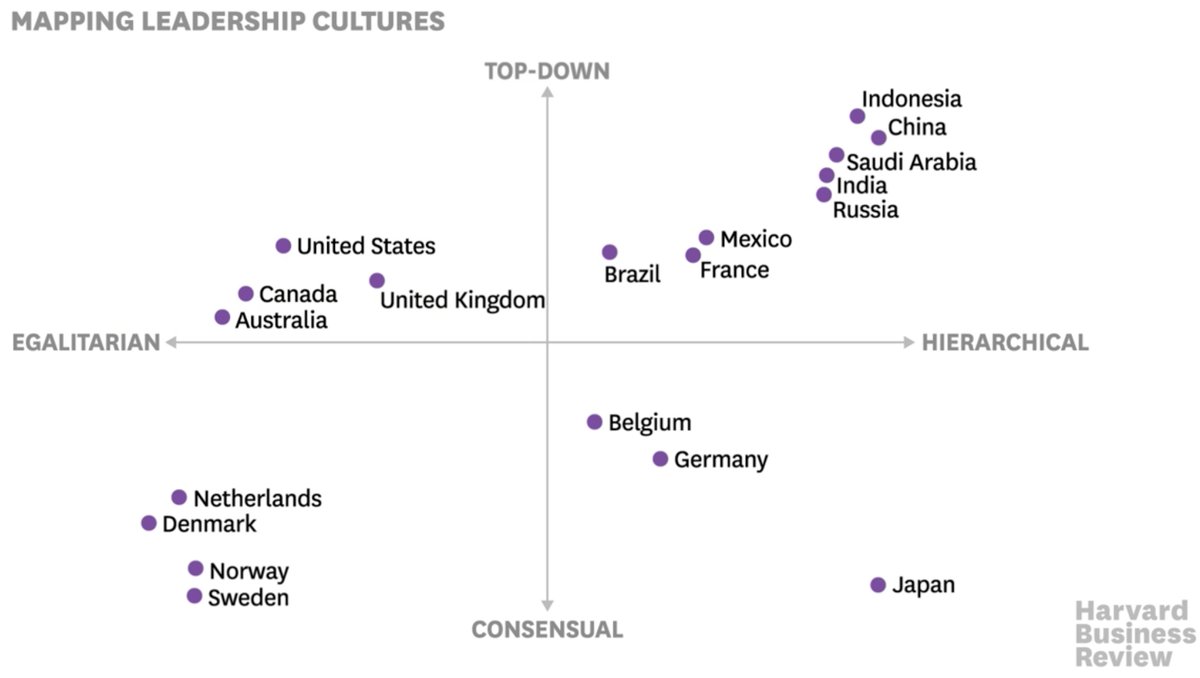 MAPPING LEADERSHIP CULTURES
TOP-DOWN
Indonesia
China
Saudi Arabia
India
Russia
United States
Mexico
Brazil
France
Canada
United Kingdom
Australia
EGALITARIAN
HIERARCHICAL
Belgium
Germany
Netherlands
Denmark
Norway
Sweden
Japan
CONSENSUAL
Harvard
Business
Review